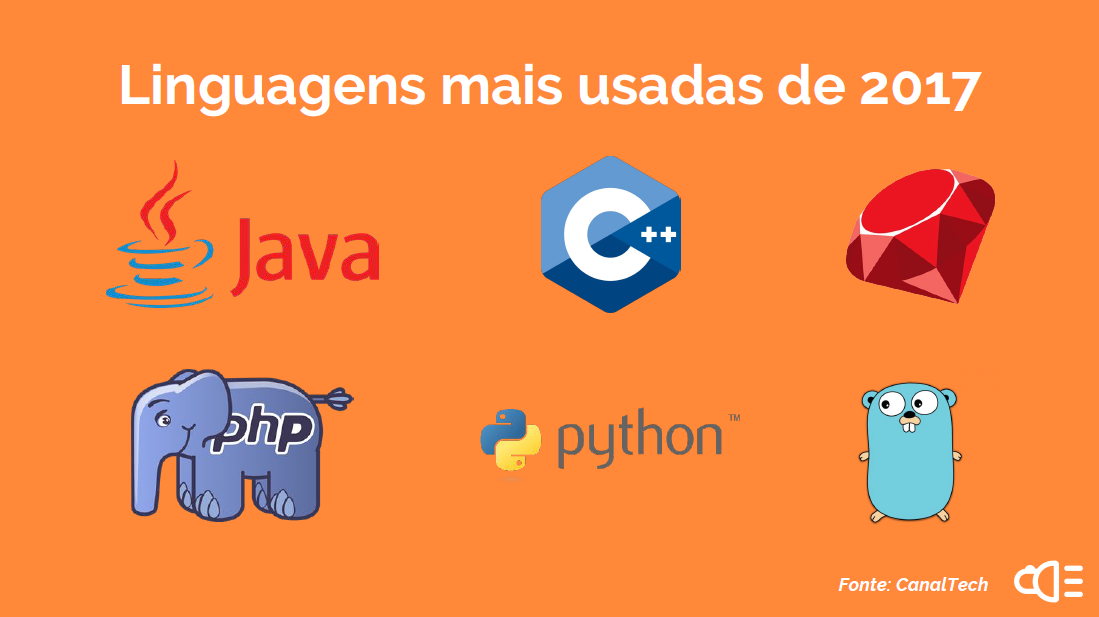 Linguagens mais usadas de 2017
Java
C++
php
python™
Fonte: CanalTech